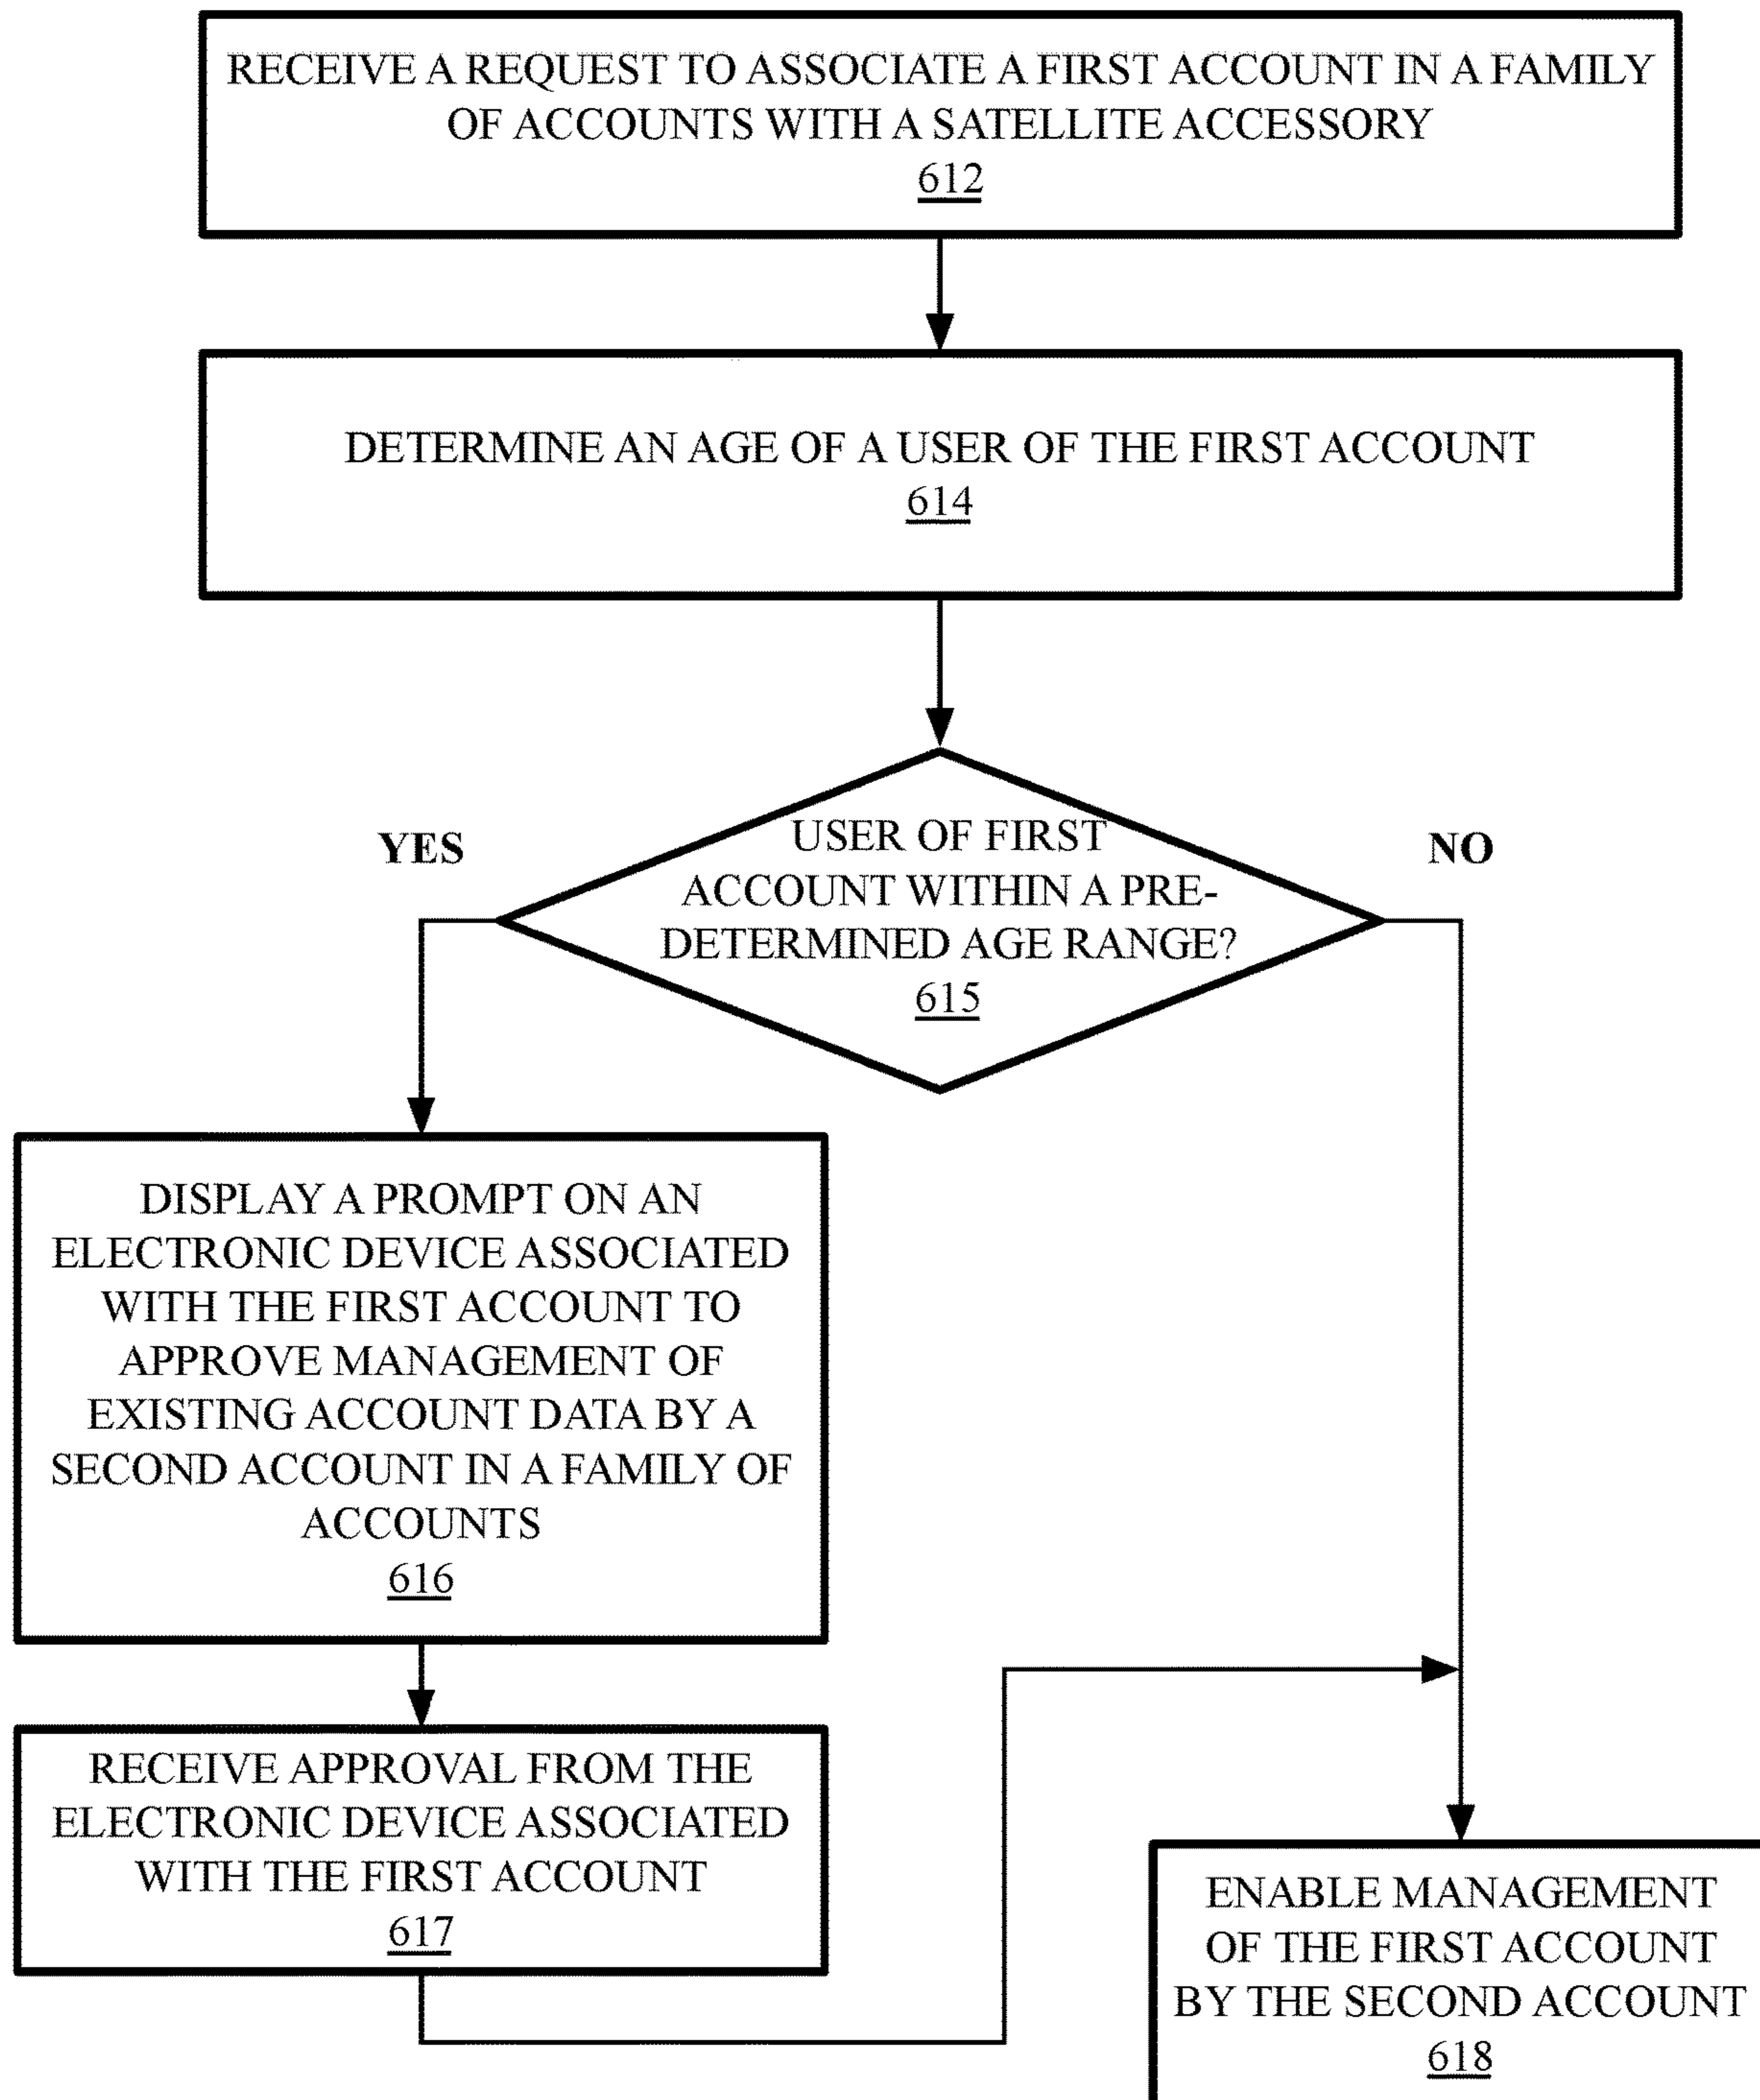 RECEIVE A REQUEST TO ASSOCIATE A FIRST ACCOUNT IN A FAMILY
OF ACCOUNTS WITH A SATELLITE ACCESSORY
612
DETERMINE AN AGE OF A USER OF THE FIRST ACCOUNT
614
USER OF FIRST
ACCOUNT WITHIN A PRE-
DETERMINED AGE RANGE?
615
YES
NO
DISPLAY A PROMPT ON AN
ELECTRONIC DEVICE ASSOCIATED
WITH THE FIRST ACCOUNT TO
APPROVE MANAGEMENT OF
EXISTING ACCOUNT DATA BY A
SECOND ACCOUNT IN A FAMILY OF
ACCOUNTS
616
RECEIVE APPROVAL FROM THE
ELECTRONIC DEVICE ASSOCIATED
WITH THE FIRST ACCOUNT
617
ENABLE MANAGEMENT
OF THE FIRST ACCOUNT
BY THE SECOND ACCOUNT
618